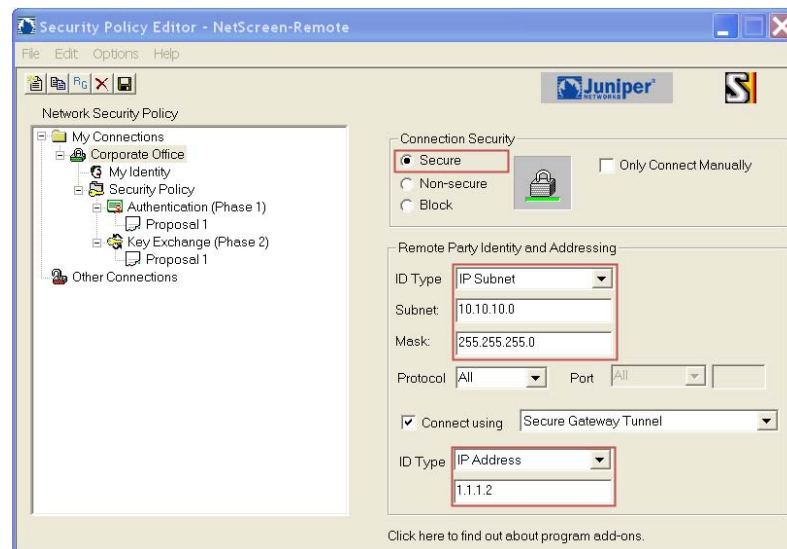 Security Policy Editor - NetScreen-Remote
File Edit Options Help
Juniper
NETWORKS
Network Security Policy
My Connections
Corporate Office
My Identity
Security Policy
Authentication (Phase 1)
Proposal 1
Key Exchange (Phase 2)
Proposal 1
Other Connections
Connection Security
Secure
Only Connect Manually
Non-secure
Block
Remote Party Identity and Addressing
ID Type IP Subnet
Subnet: 10.10.10.0
Mask: 255.255.255.0
Protocol All Port All
Connect using Secure Gateway Tunnel
ID Type IP Address
1.1.1.2
Click here to find out about program add-ons.